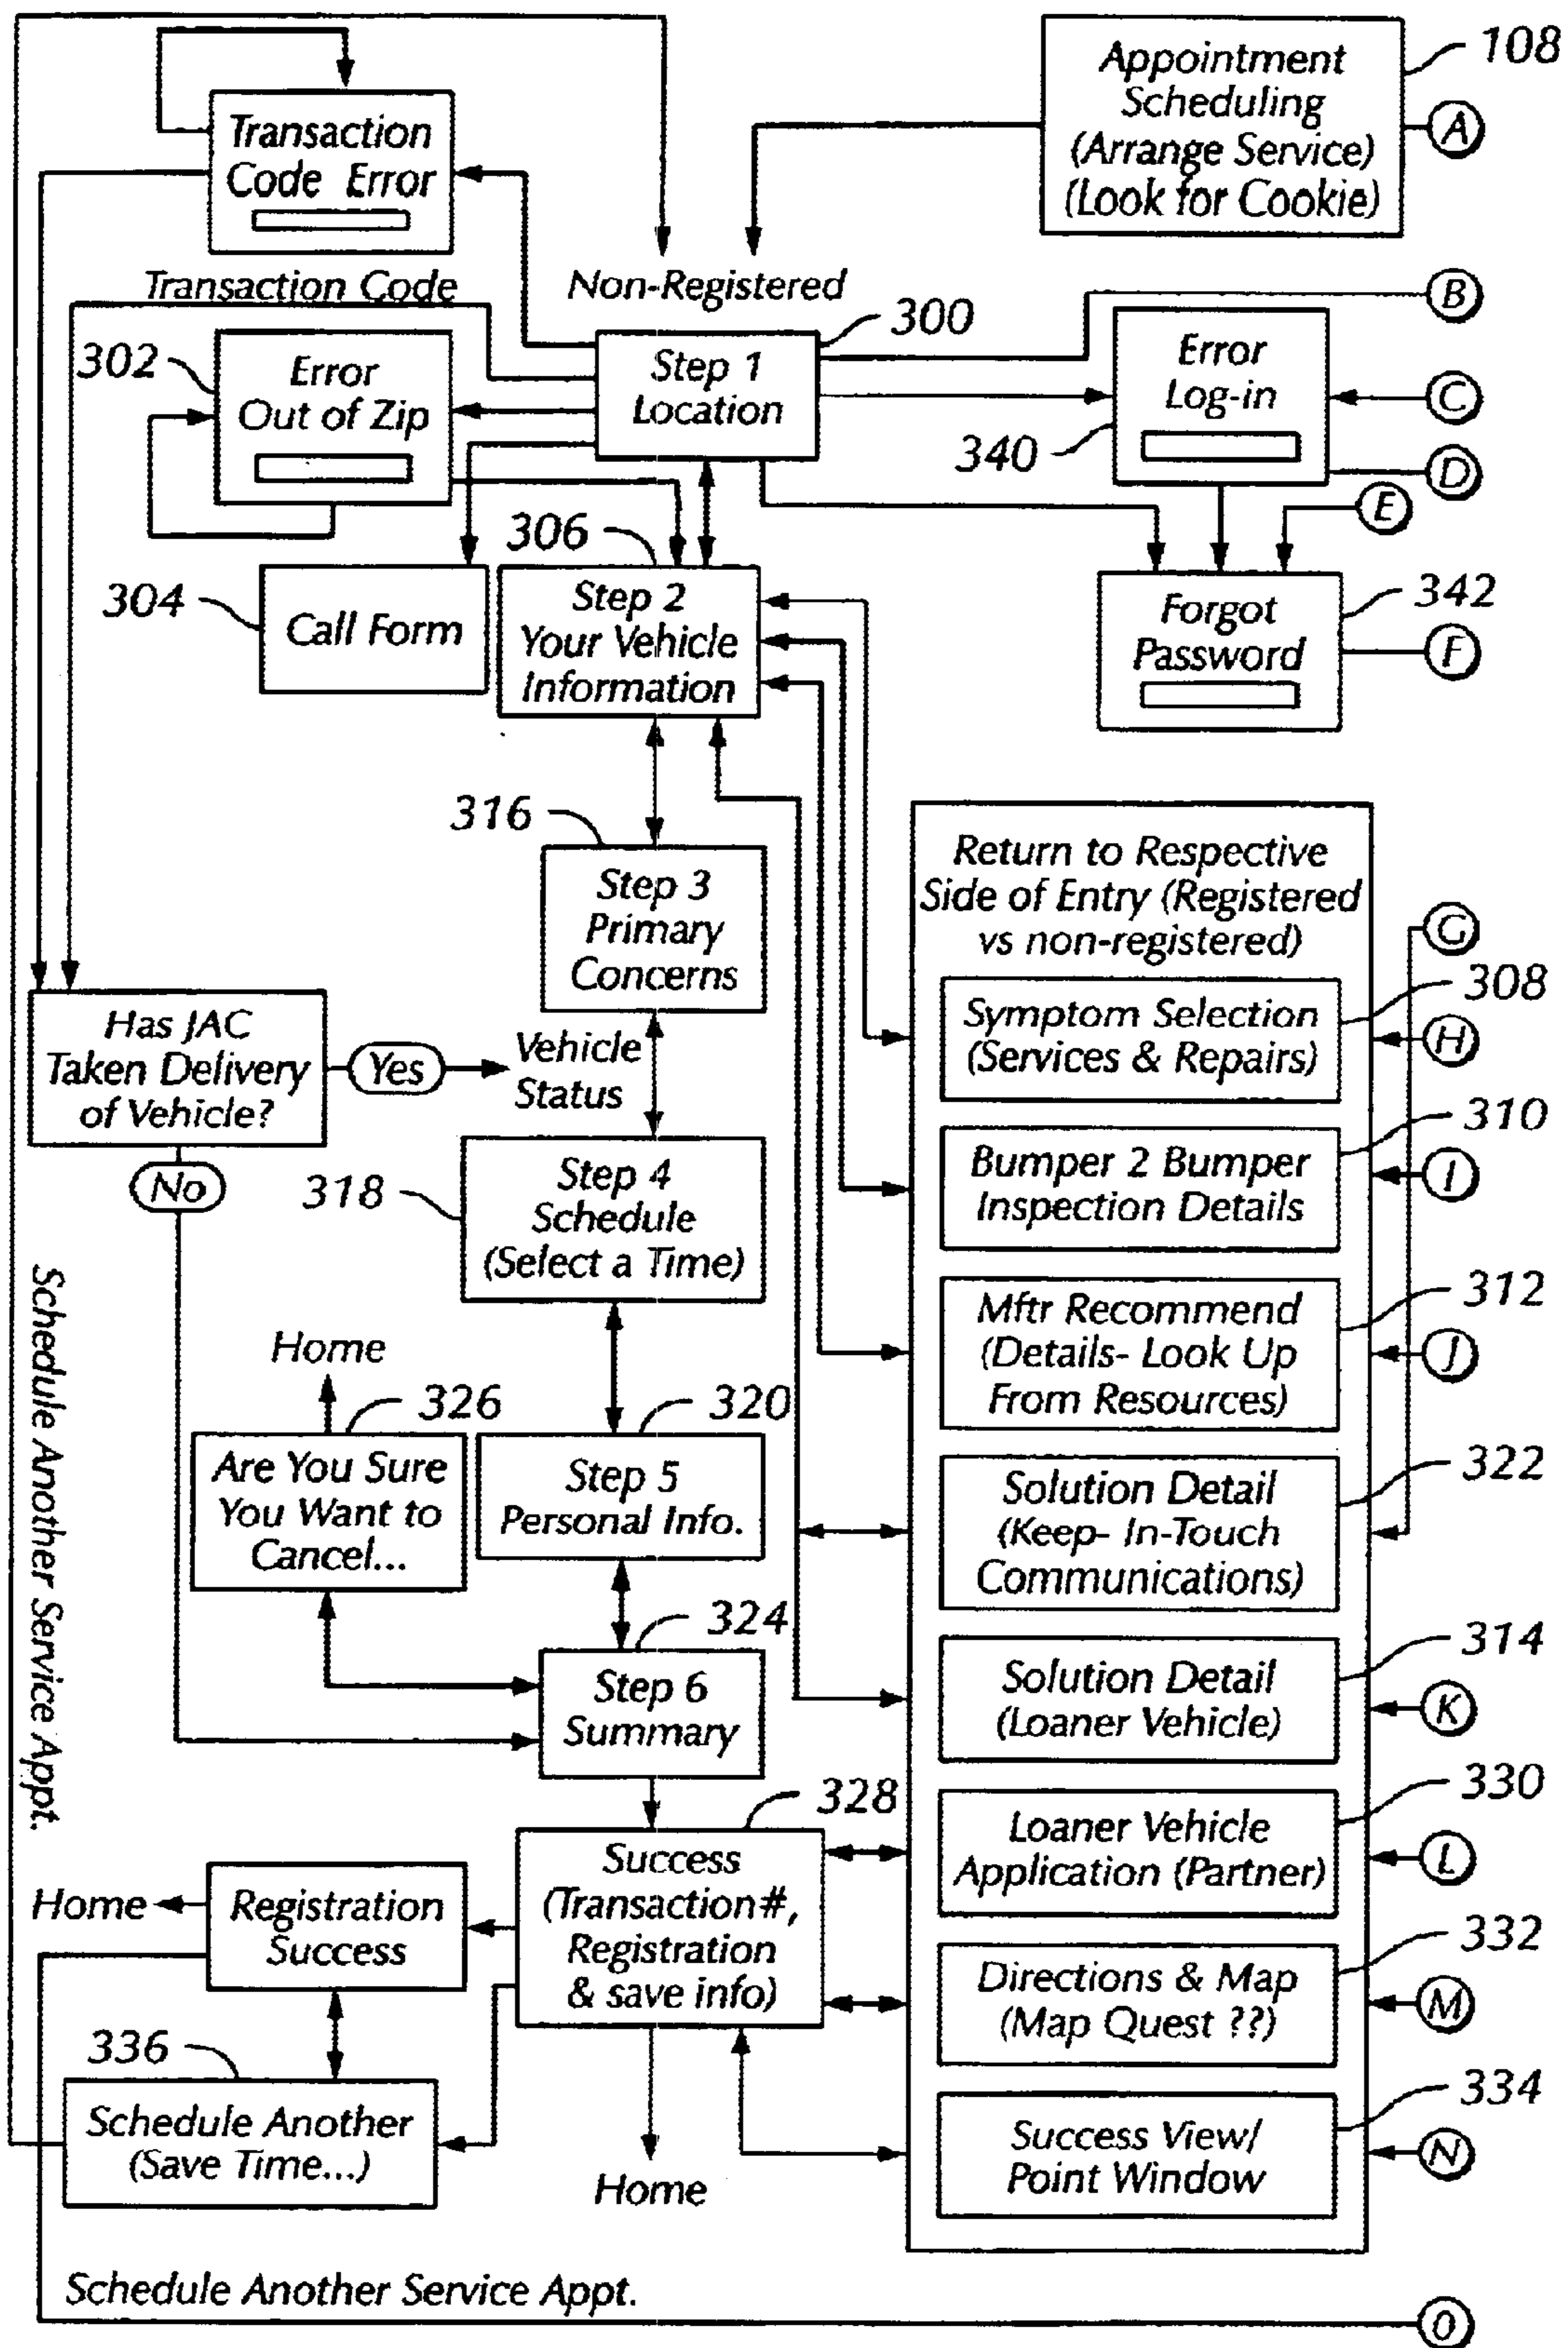 Appointment
Scheduling
(Arrange Service)
(Look for Cookie)
108
A
Transaction
Code Error
Transaction Code
Non-Registered
B
300
Step 1
Location
302
Error
Out of Zip
Error
Log-in
340
C
D
E
306
304
Call Form
Step 2
Your Vehicle
Information
Forgot
Password
342
F
316
Step 3
Primary
Concerns
Return to Respective
Side of Entry (Registered
vs non-registered)
G
308
Symptom Selection
(Services & Repairs)
H
Has JAC
Taken Delivery
of Vehicle?
Yes
Vehicle
Status
No
310
Bumper 2 Bumper
Inspection Details
I
318
Step 4
Schedule
(Select a Time)
312
Mftr Recommend
(Details- Look Up
From Resources)
J
Schedule Another Service Appt.
Home
326
Are You Sure
You Want to
Cancel...
320
Step 5
Personal Info.
322
Solution Detail
(Keep- In-Touch
Communications)
324
Step 6
Summary
314
Solution Detail
(Loaner Vehicle)
K
328
Success
(Transaction#,
Registration
& save info)
330
Loaner Vehicle
Application (Partner)
L
Home
Registration
Success
332
Directions & Map
(Map Quest ??)
M
336
Schedule Another
(Save Time...)
Home
334
Success View/
Point Window
N
Schedule Another Service Appt.
O